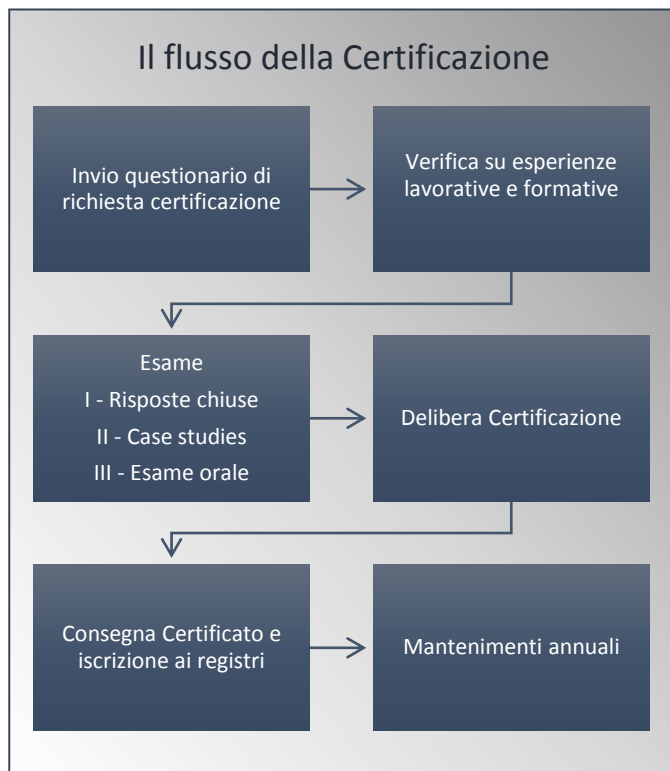 Il flusso della Certificazione
Invio questionario di
richiesta certificazione
Verifica su esperienze
lavorative e formative
Esame
I - Risposte chiuse
II - Case studies
III - Esame orale
Delibera Certificazione
Consegna Certificato e
iscrizione ai registri
Mantenimenti annuali